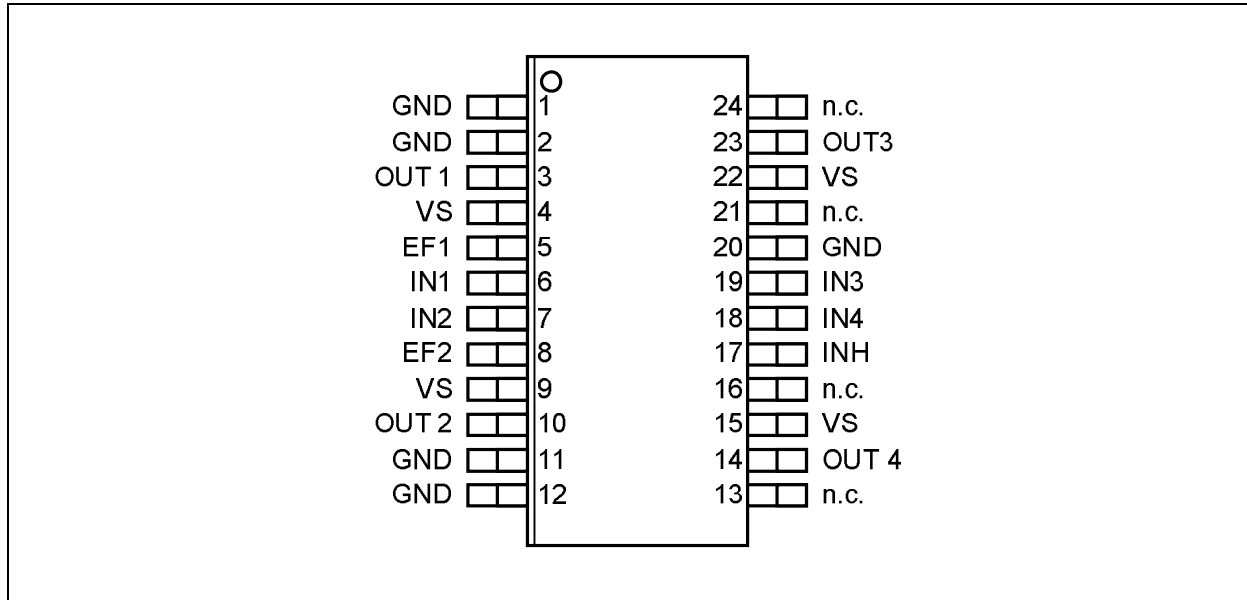 GND 1 24 n.c.
GND 2 23 OUT3
OUT 1 3 22 VS
VS 4 21 n.c.
EF1 5 20 GND
IN1 6 19 IN3
IN2 7 18 IN4
EF2 8 17 INH
VS 9 16 n.c.
OUT 2 10 15 VS
GND 11 14 OUT 4
GND 12 13 n.c.